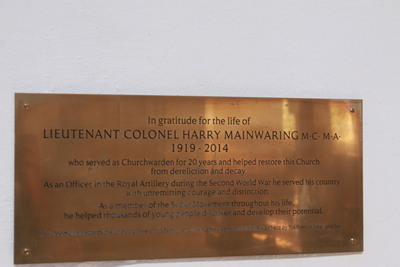 In gratitude for the life of
LIEUTENANT COLONEL HARRY MAINWARING M·C· M·A·
1919 - 2014
who served as Churchwarden for 20 years and helped restore this Church
from dereliction and decay.
As an Officer in the Royal Artillery during the Second World War he served his country
with unremitting courage and distinction.
As a member of the Scout Movement throughout his life,
he helped thousands of young people discover and develop their potential.